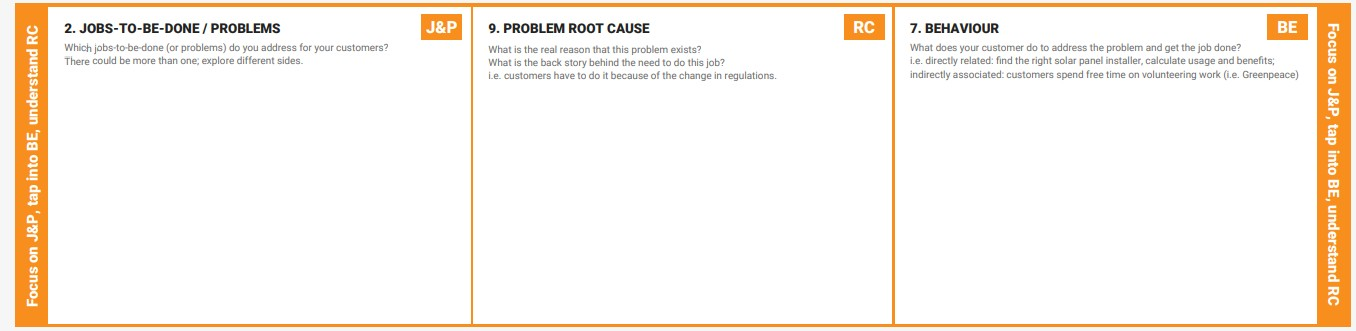 Focus on J&P, tap into BE, understand RC
2. JOBS-TO-BE-DONE / PROBLEMS
J&P
Which jobs-to-be-done (or problems) do you address for your customers?
There could be more than one; explore different sides.
9. PROBLEM ROOT CAUSE
RC
What is the real reason that this problem exists?
What is the back story behind the need to do this job?
i.e. customers have to do it because of the change in regulations.
7. BEHAVIOUR
BE
What does your customer do to address the problem and get the job done?
i.e. directly related: find the right solar panel installer, calculate usage and benefits;
indirectly associated: customers spend free time on volunteering work (i.e. Greenpeace)
Focus on J&P, tap into BE, understand RC